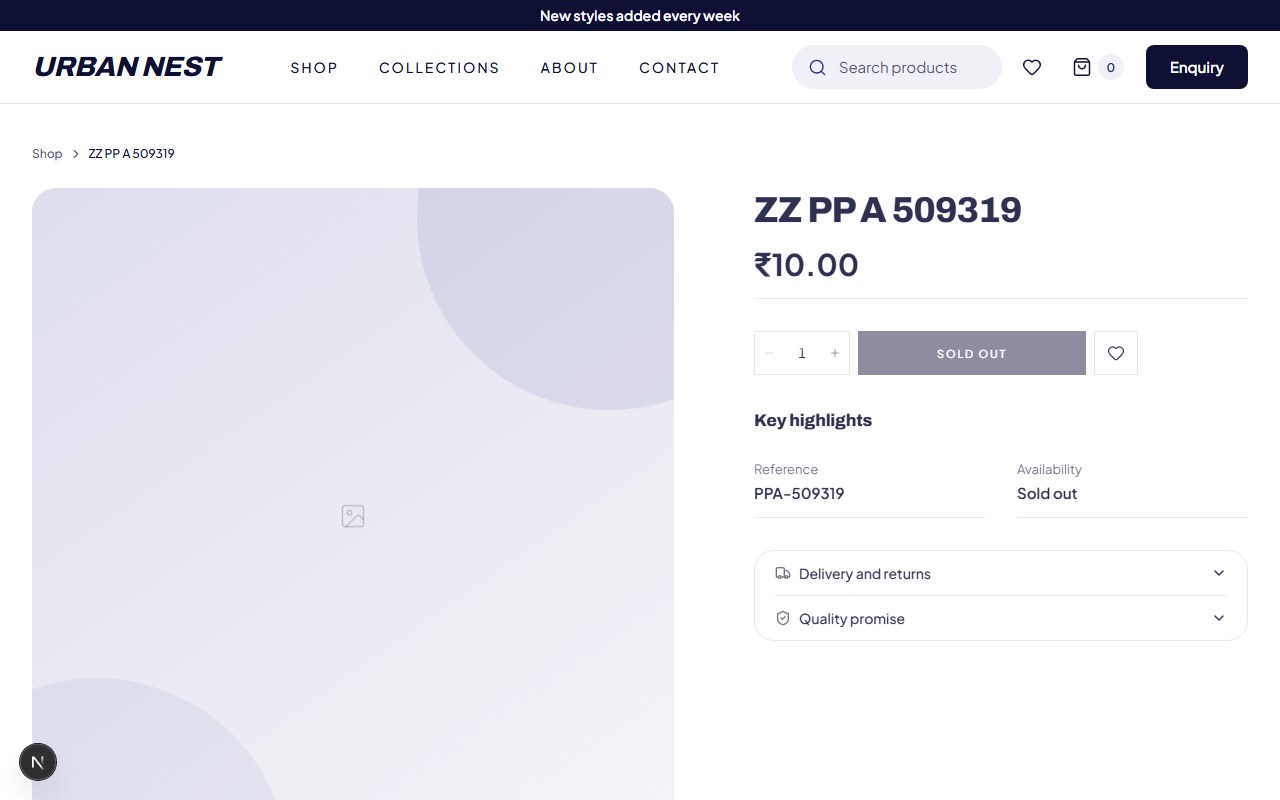 New styles added every week
URBAN NEST
SHOP COLLECTIONS ABOUT CONTACT
Search products
0
Enquiry
Shop > ZZ PP A 509319
ZZ PP A 509319
₹10.00
− 1 + SOLD OUT
Key highlights
Reference Availability
PPA-509319 Sold out
Delivery and returns
Quality promise
N